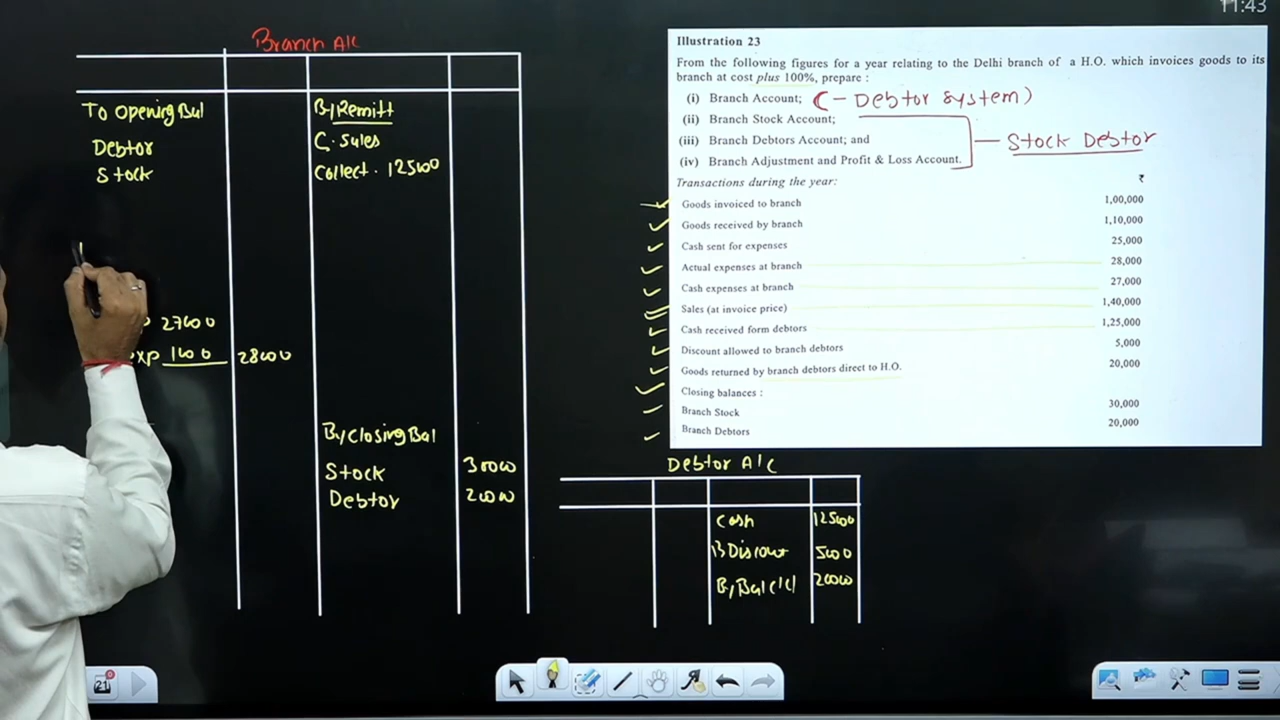 11:43
Branch A/c
To Opening Bal
Debtor
Stock
27000
exp 1000 28000
By Remitt
C. Sales
Collect. 125000
By Closing Bal
Stock 30000
Debtor 20000
Illustration 23
From the following figures for a year relating to the Delhi branch of a H.O. which invoices goods to its
branch at cost plus 100%, prepare :
(i) Branch Account; (- Debtor System)
(ii) Branch Stock Account;
(iii) Branch Debtors Account; and
(iv) Branch Adjustment and Profit & Loss Account.
Stock Debtor
Transactions during the year: ₹
Goods invoiced to branch 1,00,000
Goods received by branch 1,10,000
Cash sent for expenses 25,000
Actual expenses at branch 28,000
Cash expenses at branch 27,000
Sales (at invoice price) 1,40,000
Cash received form debtors 1,25,000
Discount allowed to branch debtors 5,000
Goods returned by branch debtors direct to H.O. 20,000
Closing balances :
Branch Stock 30,000
Branch Debtors 20,000
Debtor A/c
Cash 125000
B Discount 5000
By Bal c/d 20000
21